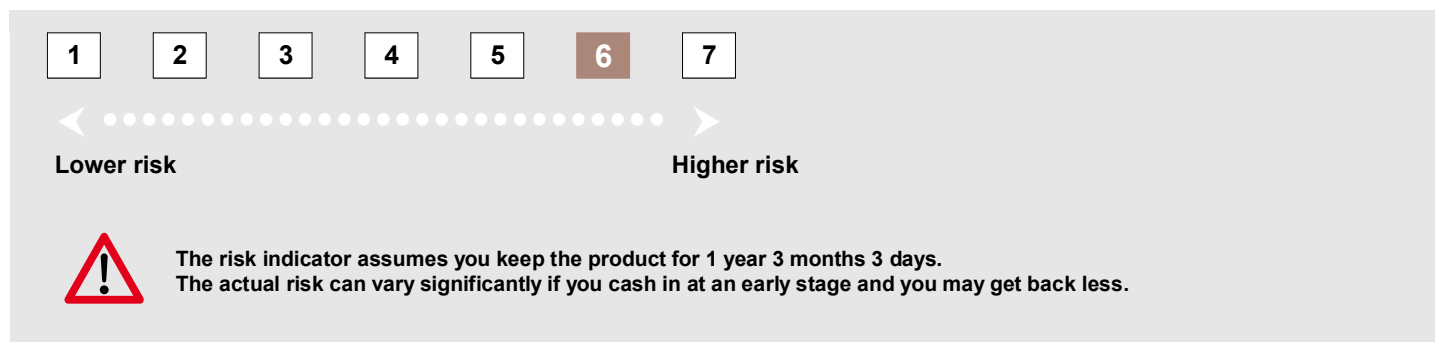 1 2 3 4 5 6 7
Lower risk Higher risk
The risk indicator assumes you keep the product for 1 year 3 months 3 days.
The actual risk can vary significantly if you cash in at an early stage and you may get back less.